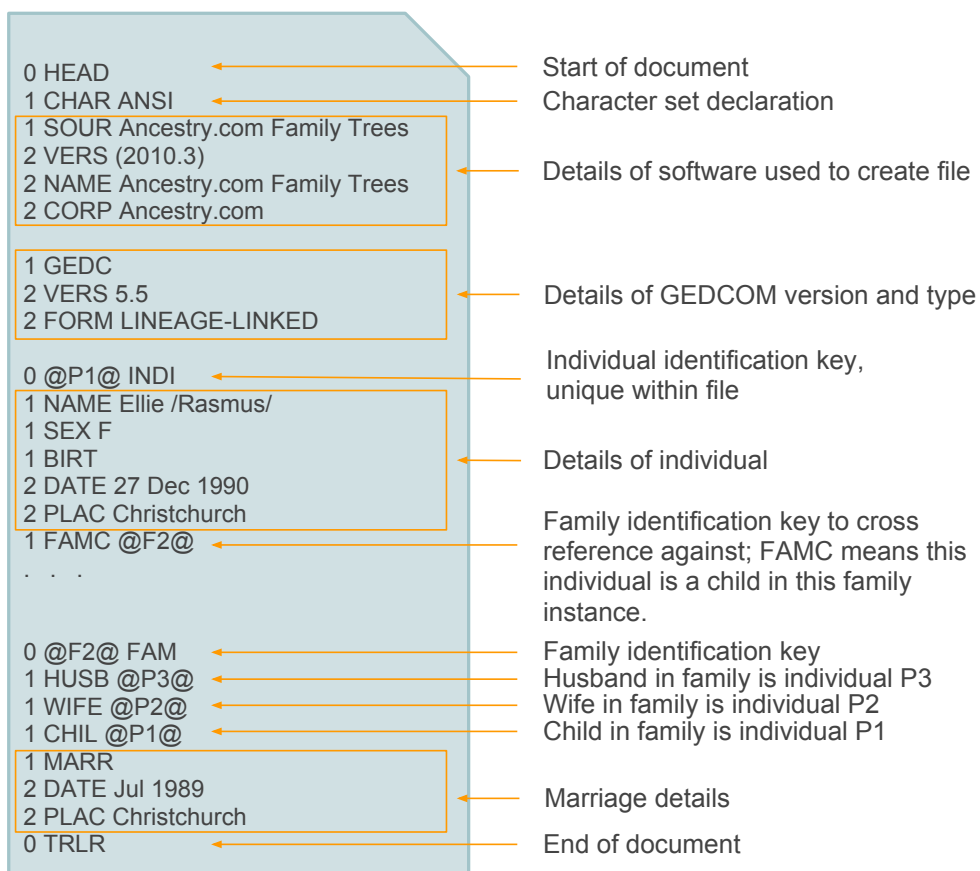 0 HEAD
Start of document
1 CHAR ANSI
Character set declaration
1 SOUR Ancestry.com Family Trees
2 VERS (2010.3)
2 NAME Ancestry.com Family Trees
2 CORP Ancestry.com
Details of software used to create file
1 GEDC
2 VERS 5.5
2 FORM LINEAGE-LINKED
Details of GEDCOM version and type
0 @P1@ INDI
Individual identification key,
unique within file
1 NAME Ellie /Rasmus/
1 SEX F
1 BIRT
2 DATE 27 Dec 1990
2 PLAC Christchurch
Details of individual
1 FAMC @F2@
. . .
Family identification key to cross
reference against; FAMC means this
individual is a child in this family
instance.
0 @F2@ FAM
Family identification key
1 HUSB @P3@
Husband in family is individual P3
1 WIFE @P2@
Wife in family is individual P2
1 CHIL @P1@
Child in family is individual P1
1 MARR
2 DATE Jul 1989
2 PLAC Christchurch
Marriage details
0 TRLR
End of document